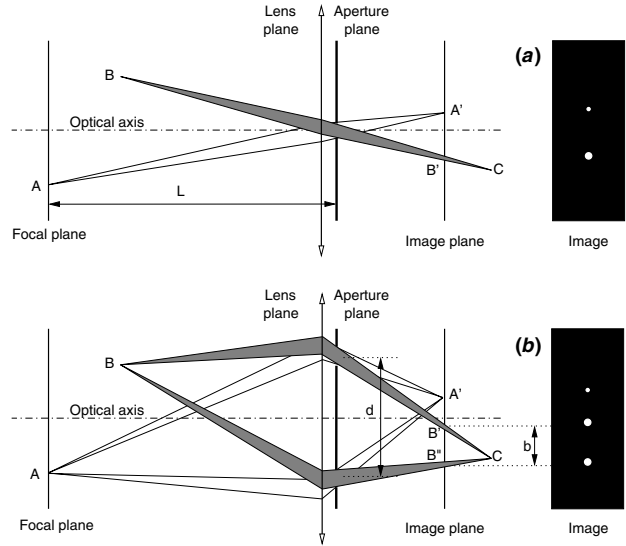 Lens
plane
Aperture
plane
(a)
B
A'
Optical axis
B'
C
A
L
Focal plane
Image plane
Image
Lens
plane
Aperture
plane
(b)
B
A'
Optical axis
d
B'
B"
C
b
A
Focal plane
Image plane
Image